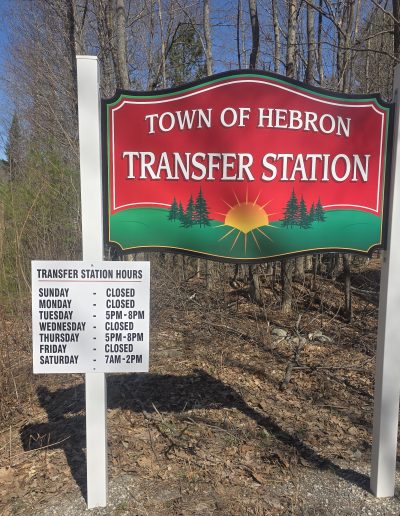 TOWN OF HEBRON
TRANSFER STATION
TRANSFER STATION HOURS
SUNDAY - CLOSED
MONDAY - CLOSED
TUESDAY - 5PM-8PM
WEDNESDAY - CLOSED
THURSDAY - 5PM-8PM
FRIDAY - CLOSED
SATURDAY - 7AM-2PM